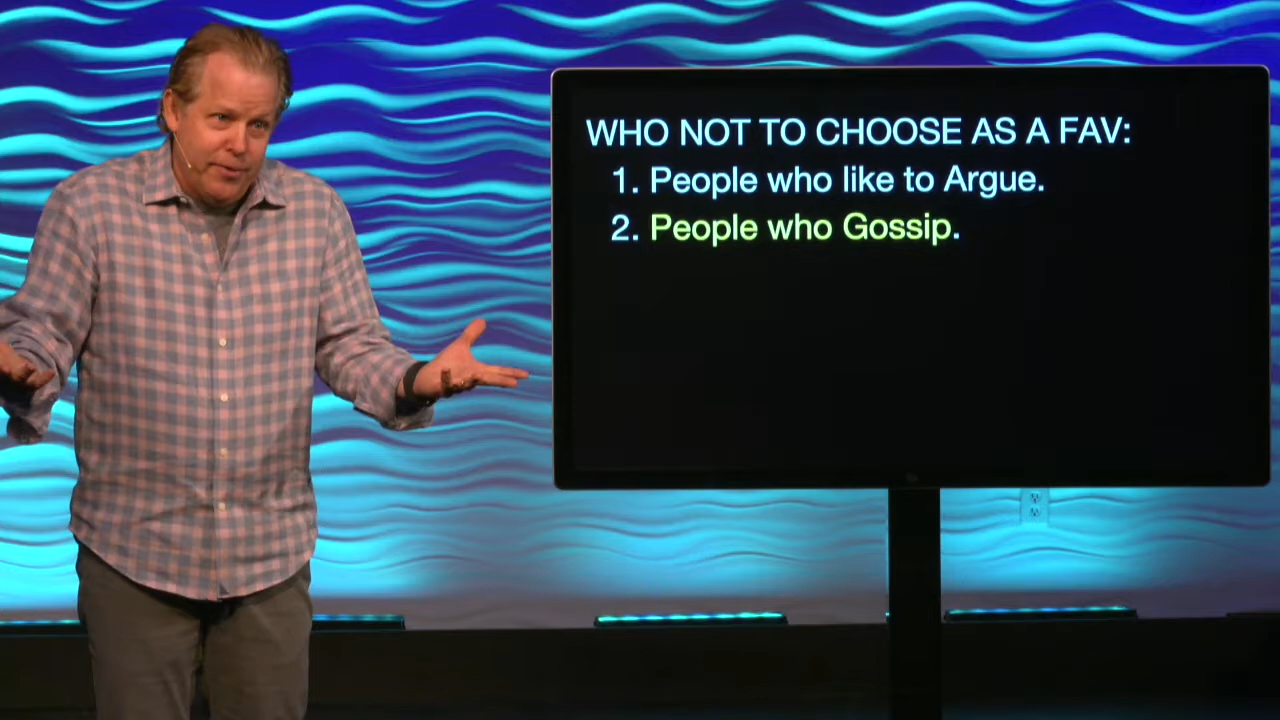 WHO NOT TO CHOOSE AS A FAV:
1. People who like to Argue.
2. People who Gossip.